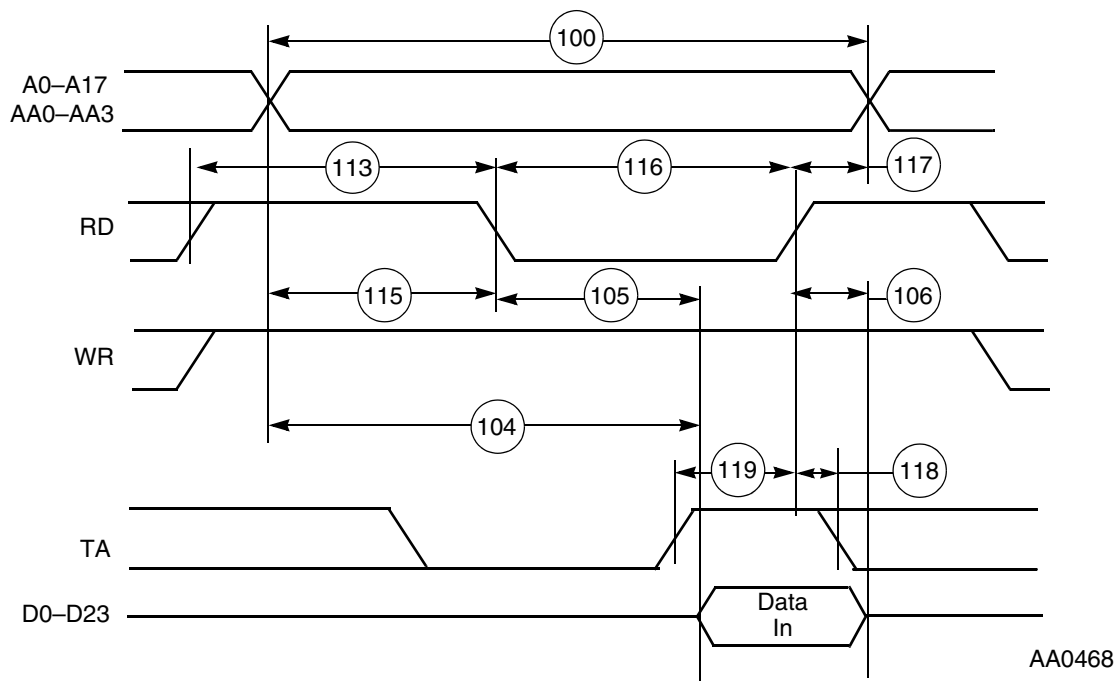 100
A0–A17
AA0–AA3
113
116
117
RD
115
105
106
WR
104
119
118
TA
D0–D23
Data
In
AA0468